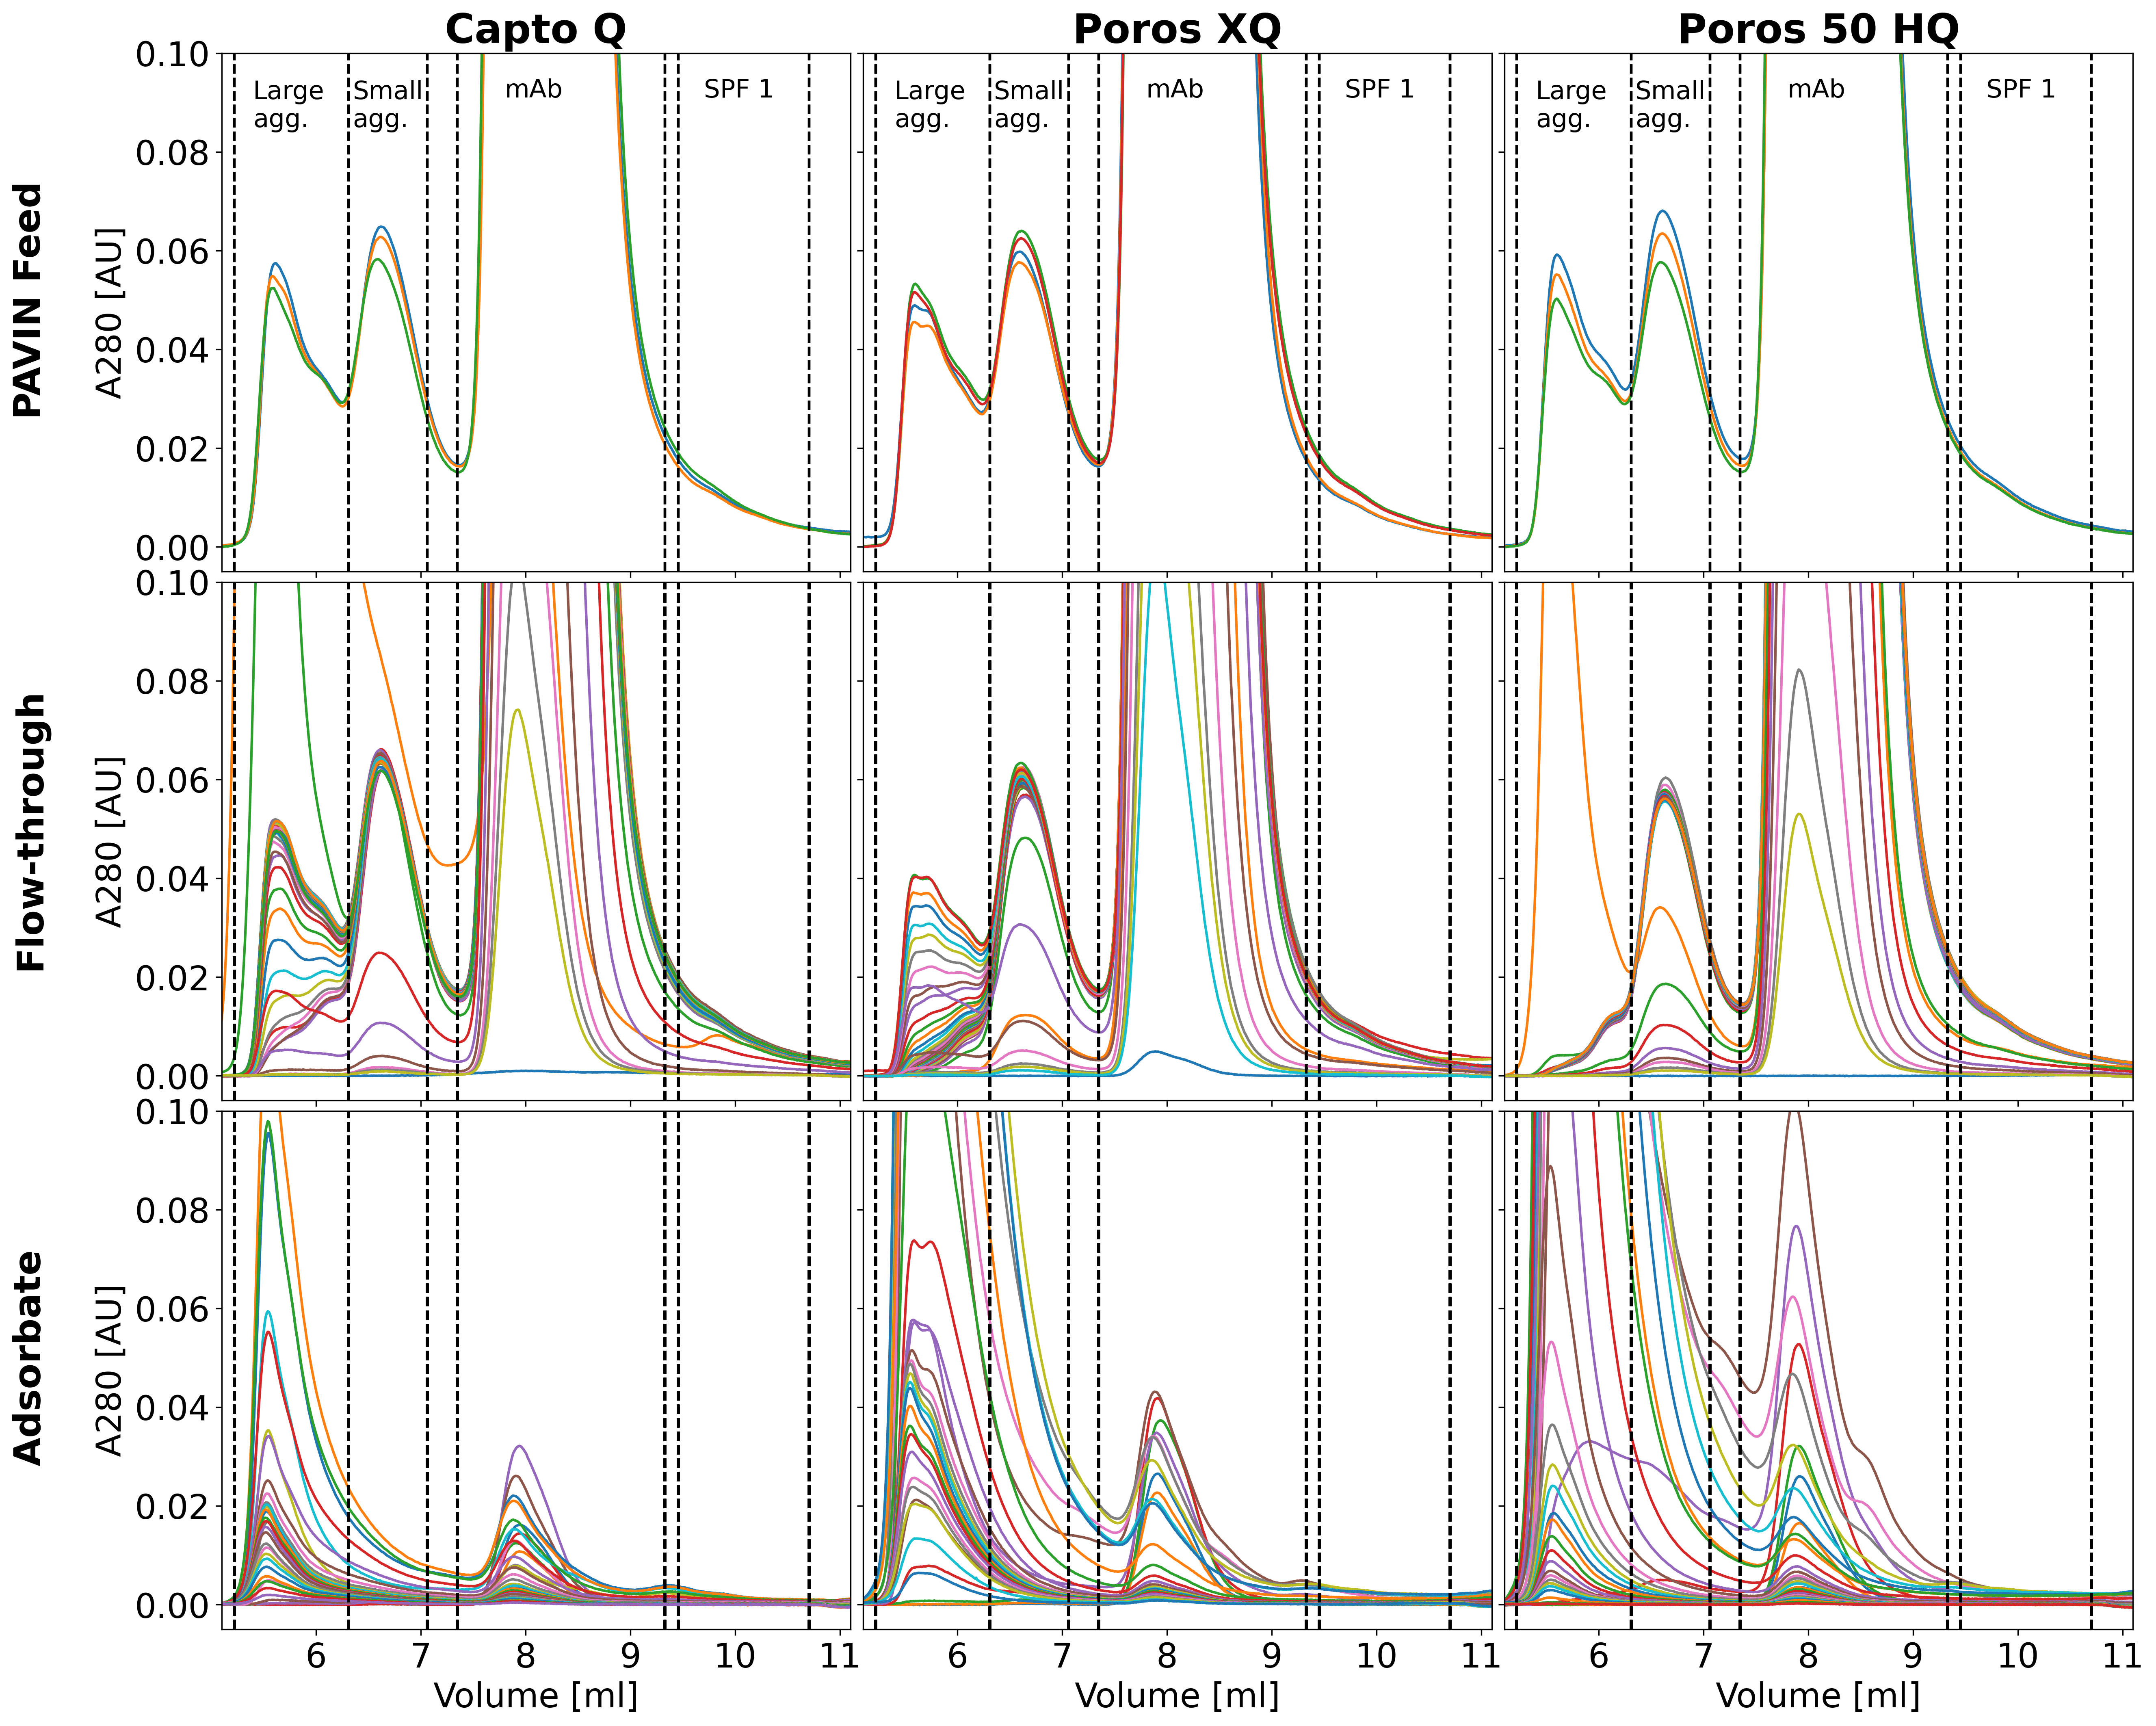 Capto Q
Poros XQ
Poros 50 HQ
PAVIN Feed
A280 [AU]
0.10
0.08
0.06
0.04
0.02
0.00
Large
agg.
Small
agg.
mAb
SPF 1
Large
agg.
Small
agg.
mAb
SPF 1
Large
agg.
Small
agg.
mAb
SPF 1
Flow-through
A280 [AU]
0.10
0.08
0.06
0.04
0.02
0.00
Adsorbate
A280 [AU]
0.10
0.08
0.06
0.04
0.02
0.00
6 7 8 9 10 11
6 7 8 9 10 11
6 7 8 9 10 11
Volume [ml]
Volume [ml]
Volume [ml]